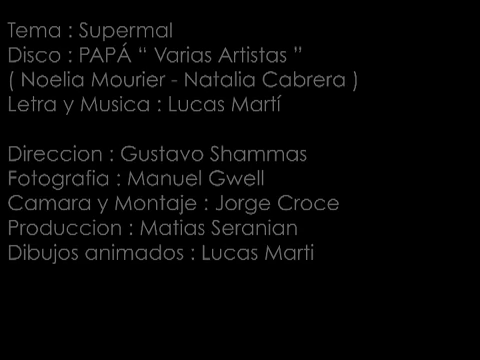 Tema : Supermal
Disco : PAPÁ “ Varias Artistas ”
( Noelia Mourier - Natalia Cabrera )
Letra y Musica : Lucas Martí
Direccion : Gustavo Shammas
Fotografia : Manuel Gwell
Camara y Montaje : Jorge Croce
Produccion : Matias Seranian
Dibujos animados : Lucas Marti